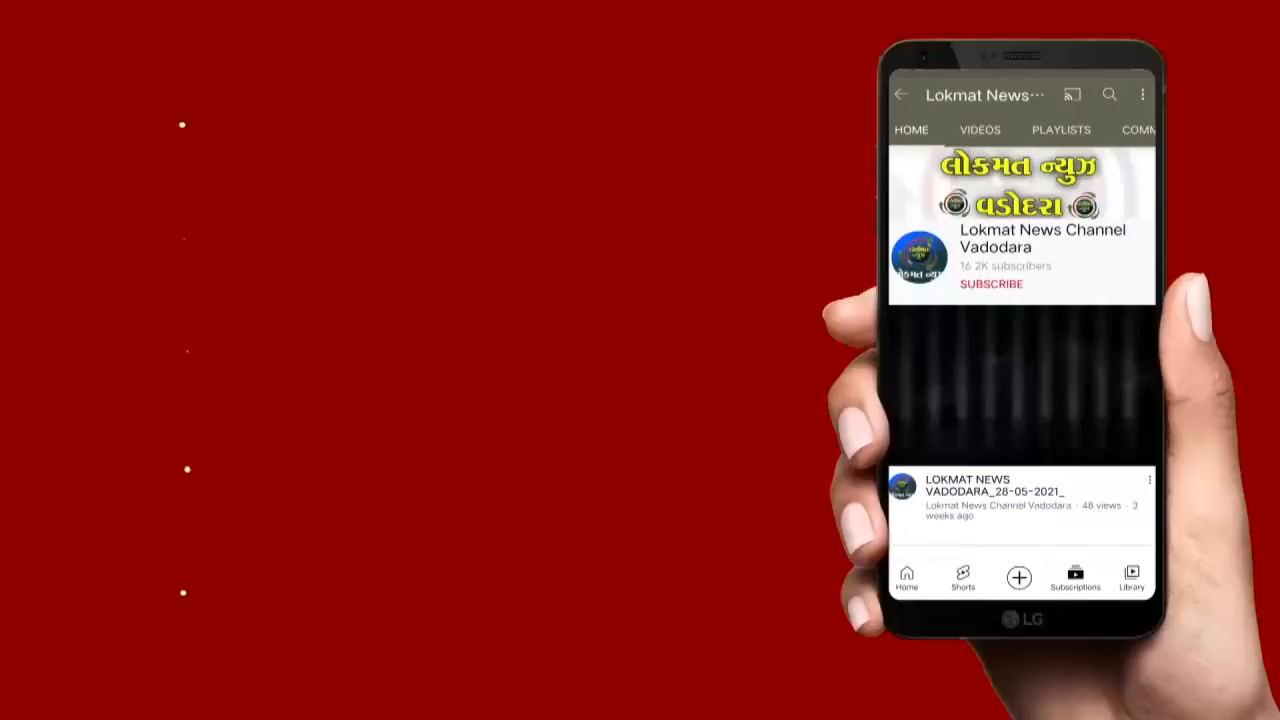 Lokmat News...
HOME VIDEOS PLAYLISTS COMM
લોકમત ન્યુઝ
વડોદરા
Lokmat News Channel
Vadodara
16.2K subscribers
SUBSCRIBE
LOKMAT NEWS
VADODARA_28-05-2021_
Lokmat News Channel Vadodara · 48 views · 3
weeks ago
Home Shorts Subscriptions Library
LG